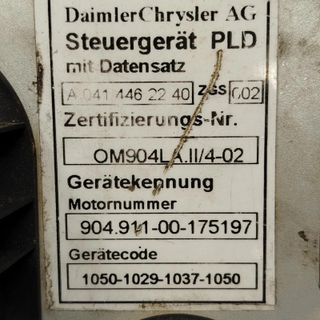 DaimlerChrysler AG
Steuergerät PLD
mit Datensatz
A 041 446 22 40 ZGS 002
Zertifizierungs-Nr.
OM904LA.II/4-02
Gerätekennung
Motornummer
904.911-00-175197
Gerätecode
1050-1029-1037-1050